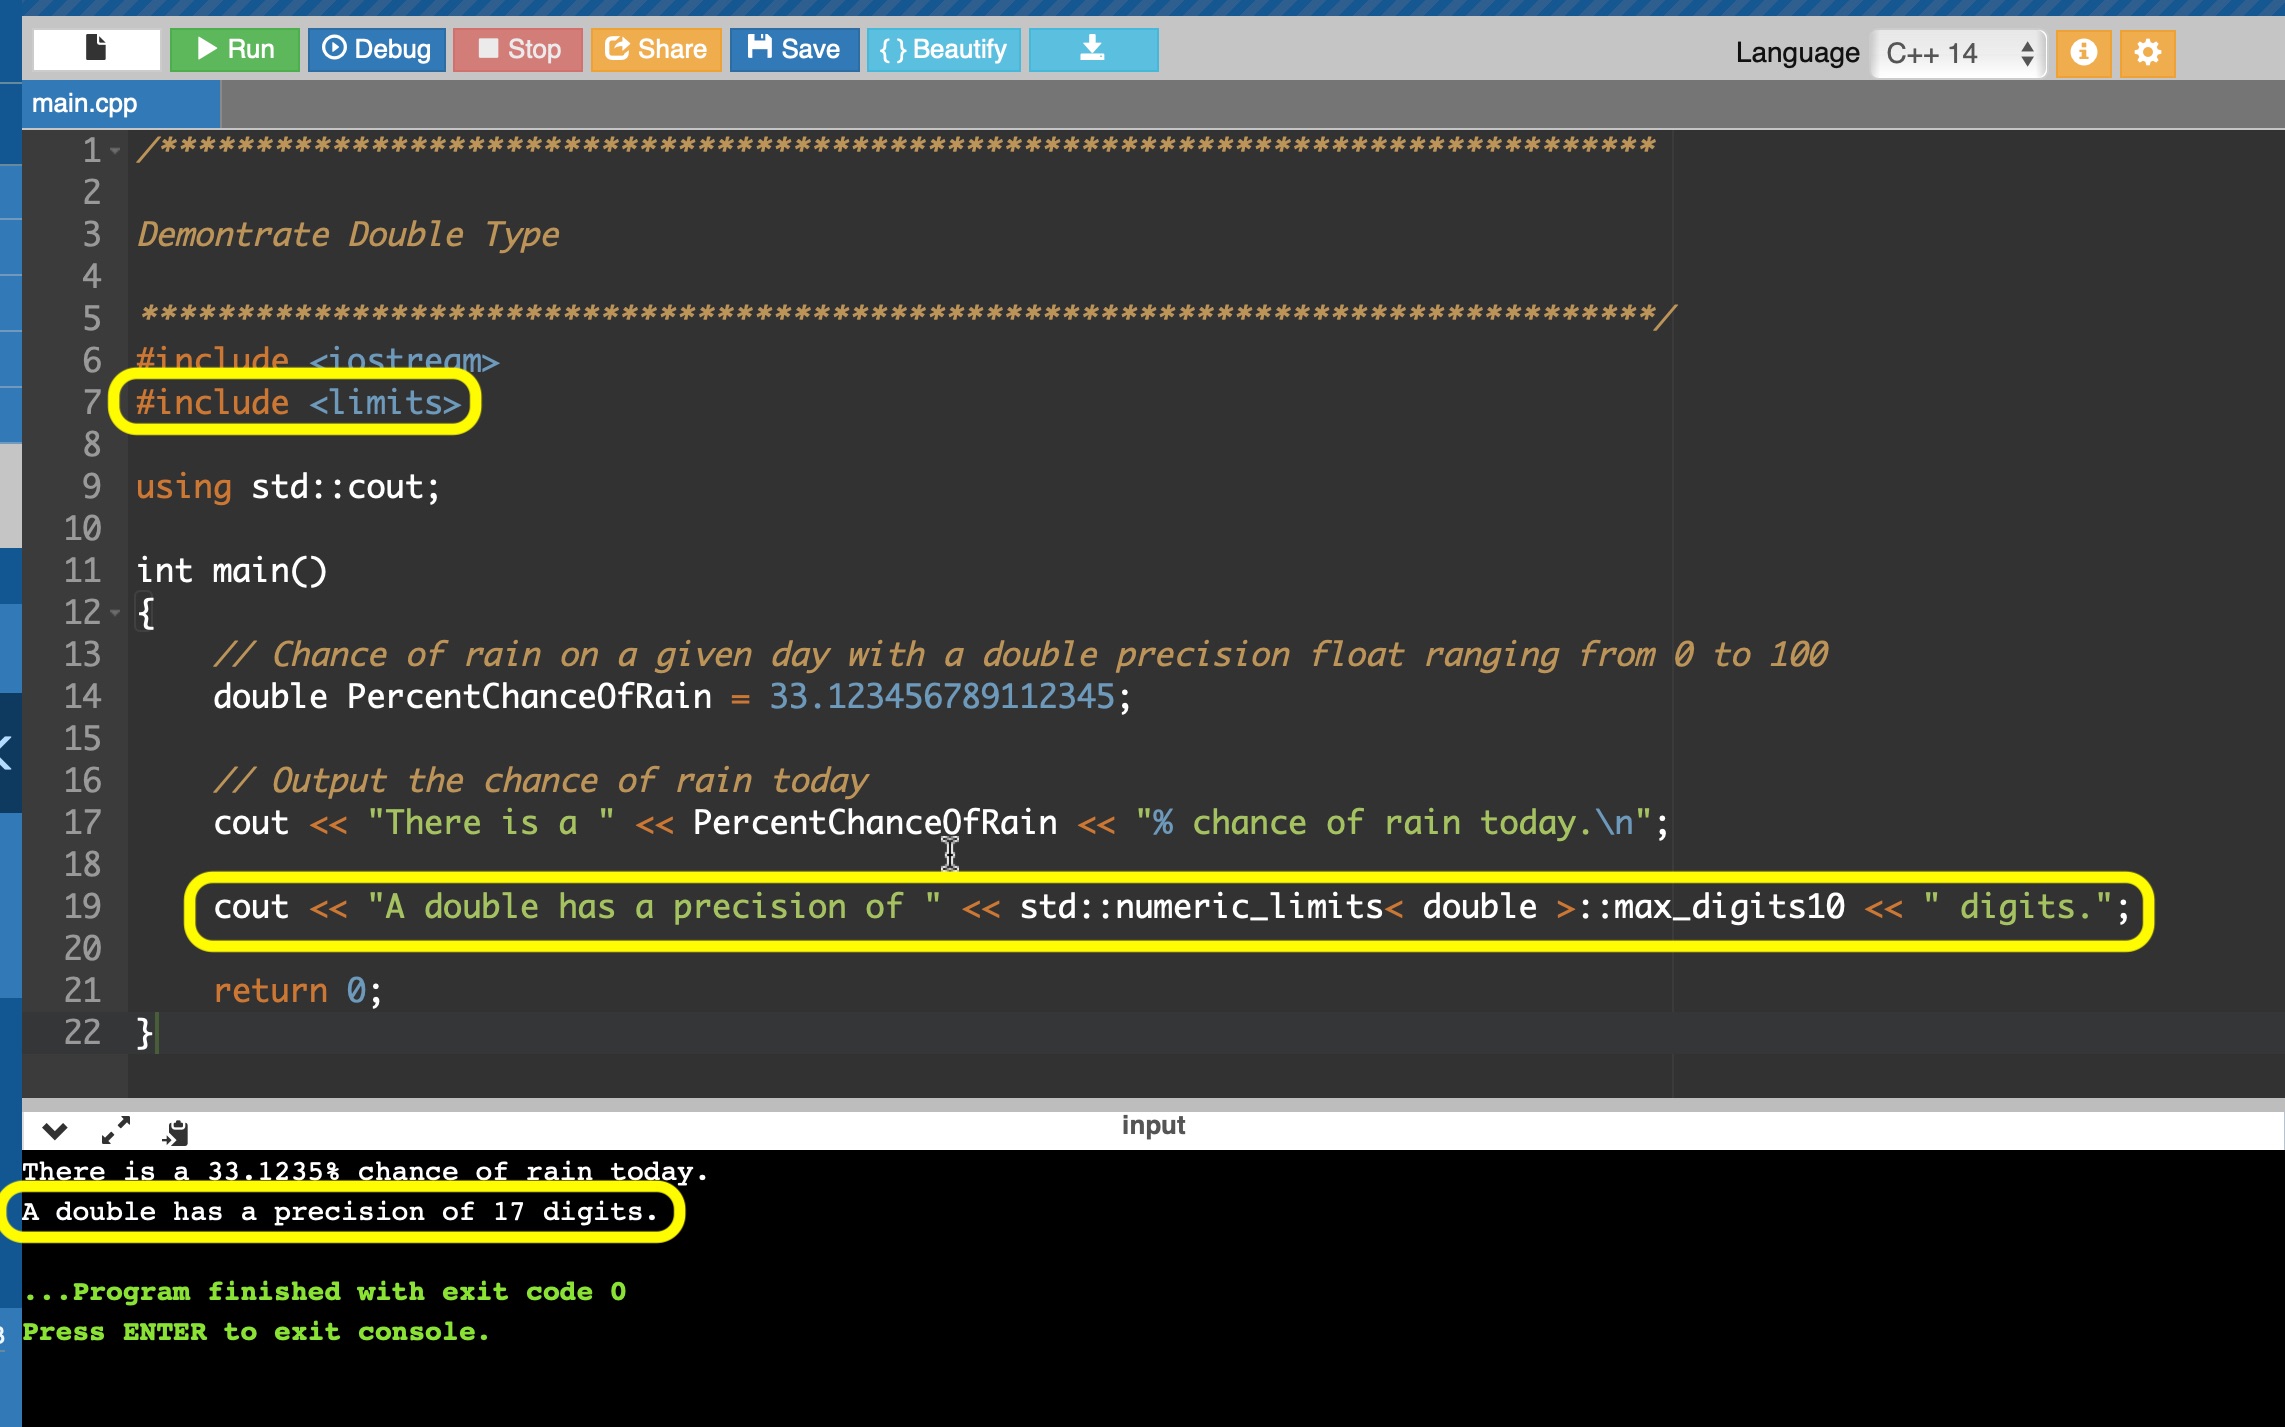 Run Debug Stop Share Save { } Beautify Language C++ 14
main.cpp
1 /******************************************************************************
2
3 Demontrate Double Type
4
5 *******************************************************************************/
6 #include <iostream>
7 #include <limits>
8
9 using std::cout;
10
11 int main()
12 {
13 // Chance of rain on a given day with a double precision float ranging from 0 to 100
14 double PercentChanceOfRain = 33.123456789112345;
15
16 // Output the chance of rain today
17 cout << "There is a " << PercentChanceOfRain << "% chance of rain today.\n";
18
19 cout << "A double has a precision of " << std::numeric_limits< double >::max_digits10 << " digits.";
20
21 return 0;
22 }
input
There is a 33.1235% chance of rain today.
A double has a precision of 17 digits.
...Program finished with exit code 0
Press ENTER to exit console.